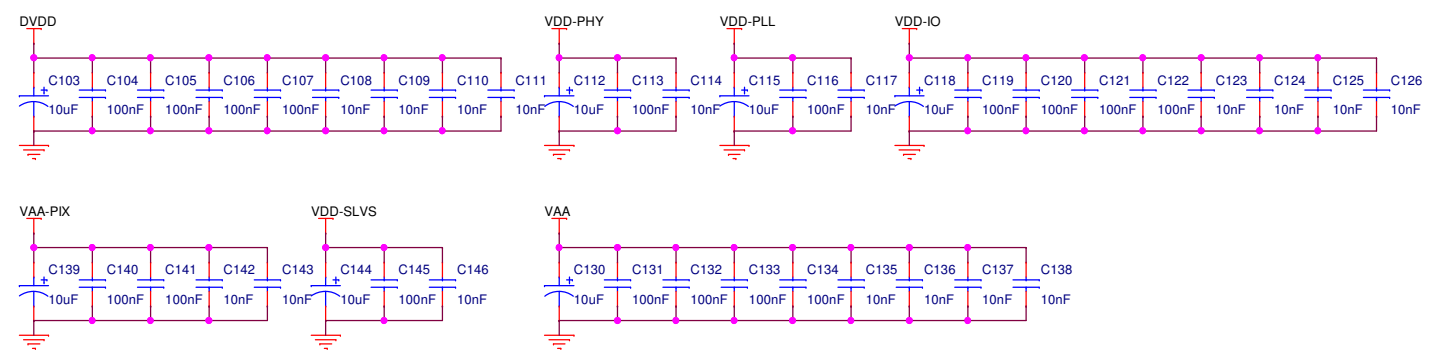 DVDD VDD-PHY VDD-PLL VDD-IO
C103 C104 C105 C106 C107 C108 C109 C110 C111 C112 C113 C114 C115 C116 C117 C118 C119 C120 C121 C122 C123 C124 C125 C126
10uF 100nF 100nF 100nF 100nF 10nF 10nF 10nF 10nF 10uF 100nF 10nF 10uF 100nF 10nF 10uF 100nF 100nF 100nF 100nF 10nF 10nF 10nF 10nF
VAA-PIX VDD-SLVS VAA
C139 C140 C141 C142 C143 C144 C145 C146 C130 C131 C132 C133 C134 C135 C136 C137 C138
10uF 100nF 100nF 10nF 10nF 10uF 100nF 10nF 10uF 100nF 100nF 100nF 100nF 10nF 10nF 10nF 10nF